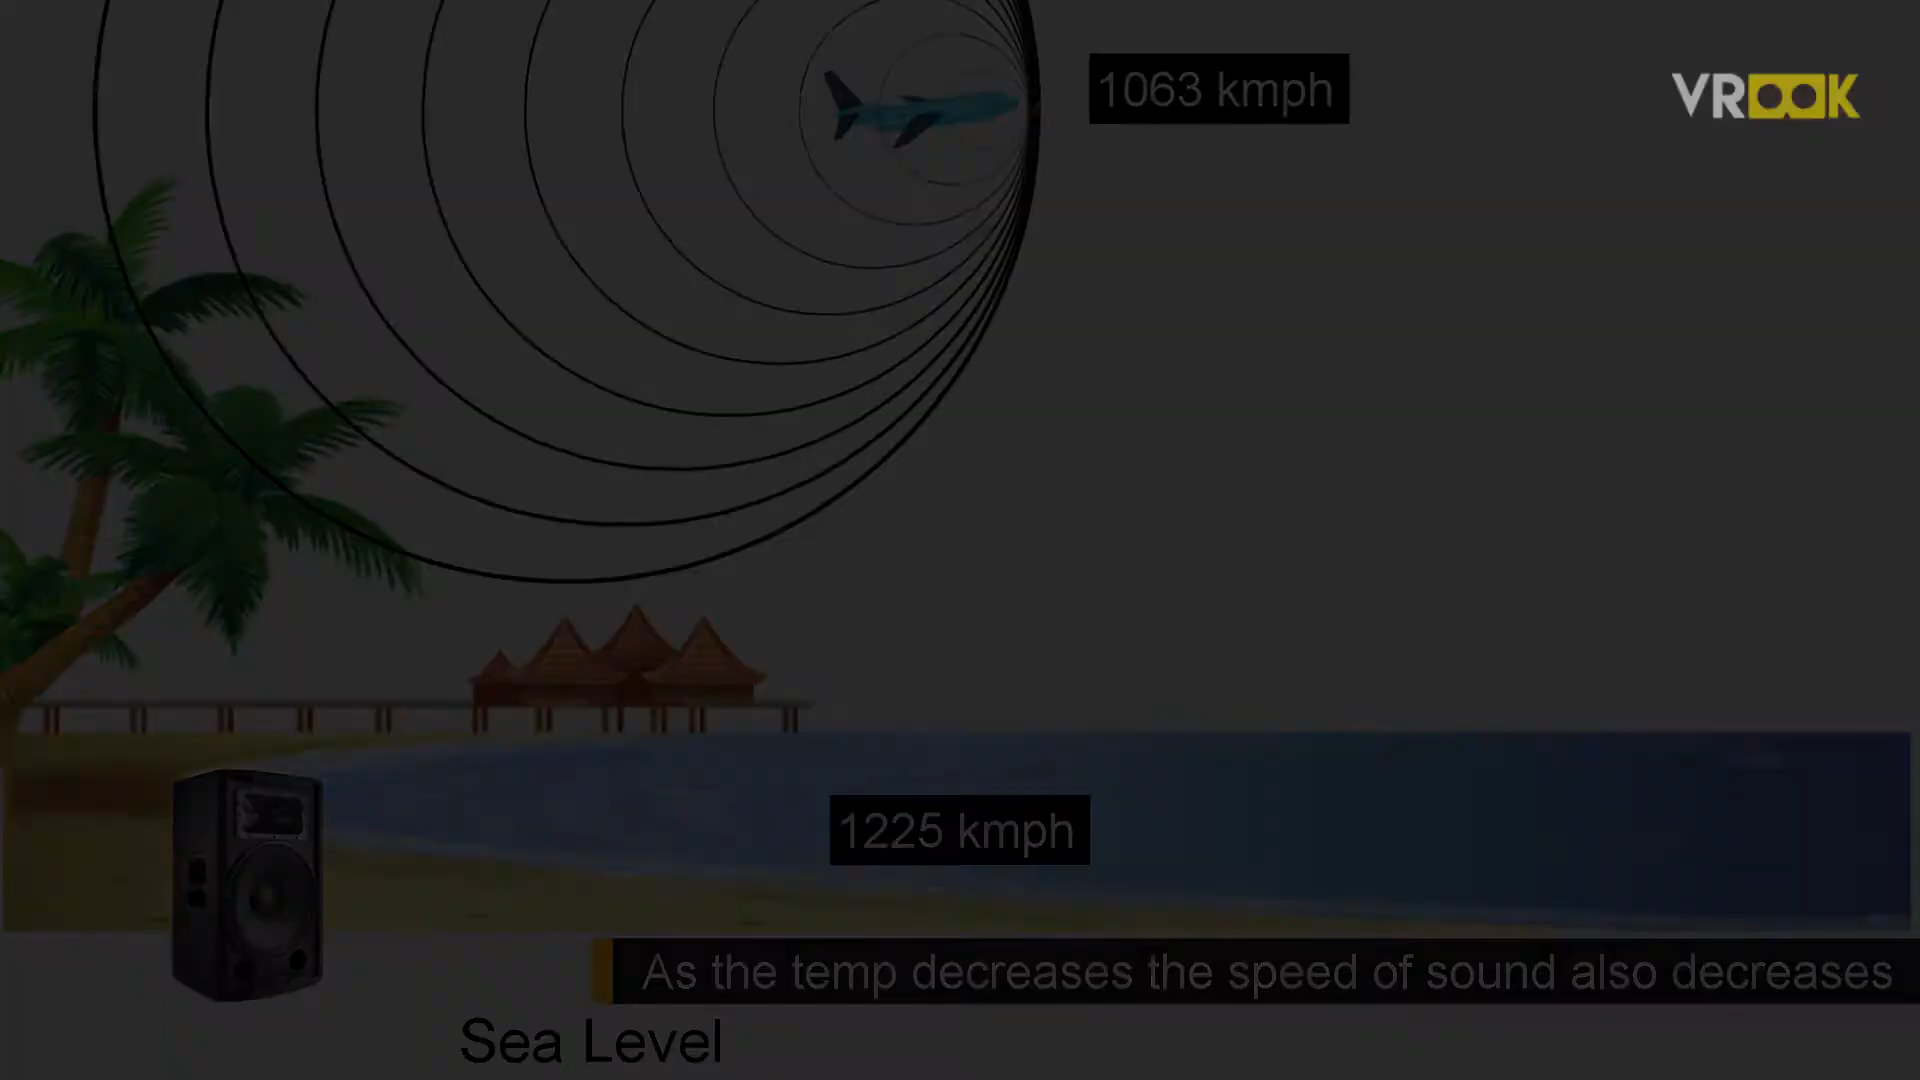 1063 kmph
VROOK
1225 kmph
As the temp decreases the speed of sound also decreases
Sea Level